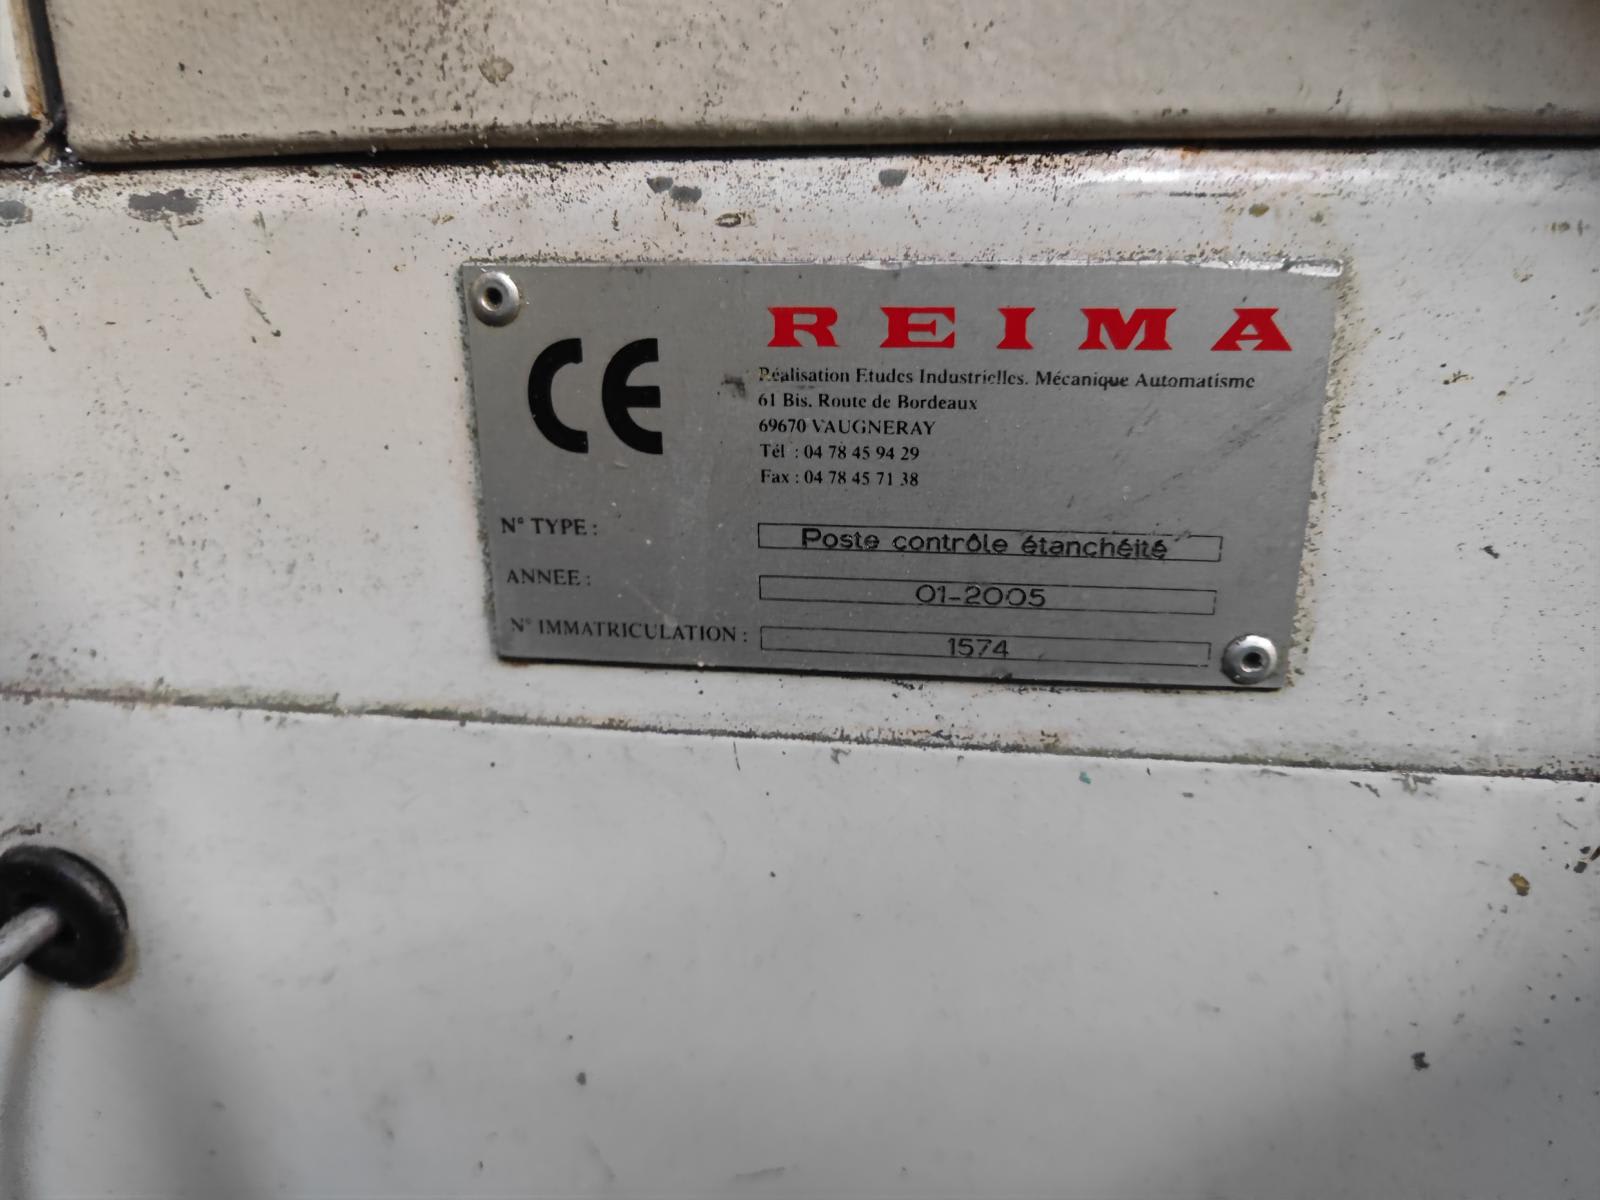 CE
REIMA
Réalisation Etudes Industrielles. Mécanique Automatisme
61 Bis. Route de Bordeaux
69670 VAUGNERAY
Tél : 04 78 45 94 29
Fax : 04 78 45 71 38
N° TYPE : Poste contrôle étanchéité
ANNEE : 01-2005
N° IMMATRICULATION : 1574